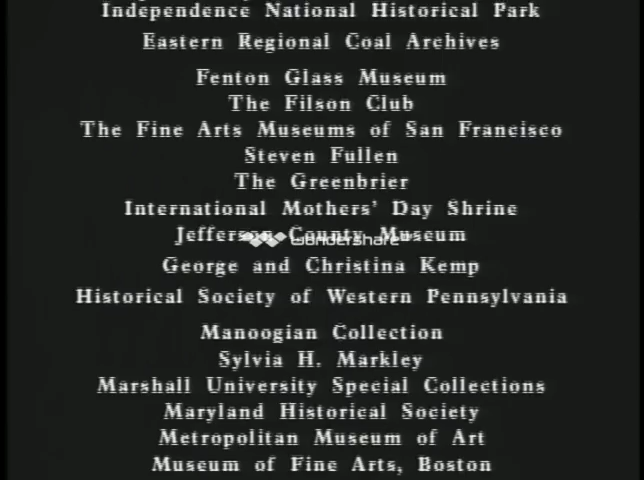 Independence National Historical Park
Eastern Regional Coal Archives
Fenton Glass Museum
The Filson Club
The Fine Arts Museums of San Francisco
Steven Fullen
The Greenbrier
International Mothers' Day Shrine
Jefferson County Museum
wondershare
George and Christina Kemp
Historical Society of Western Pennsylvania
Manoogian Collection
Sylvia H. Markley
Marshall University Special Collections
Maryland Historical Society
Metropolitan Museum of Art
Museum of Fine Arts, Boston